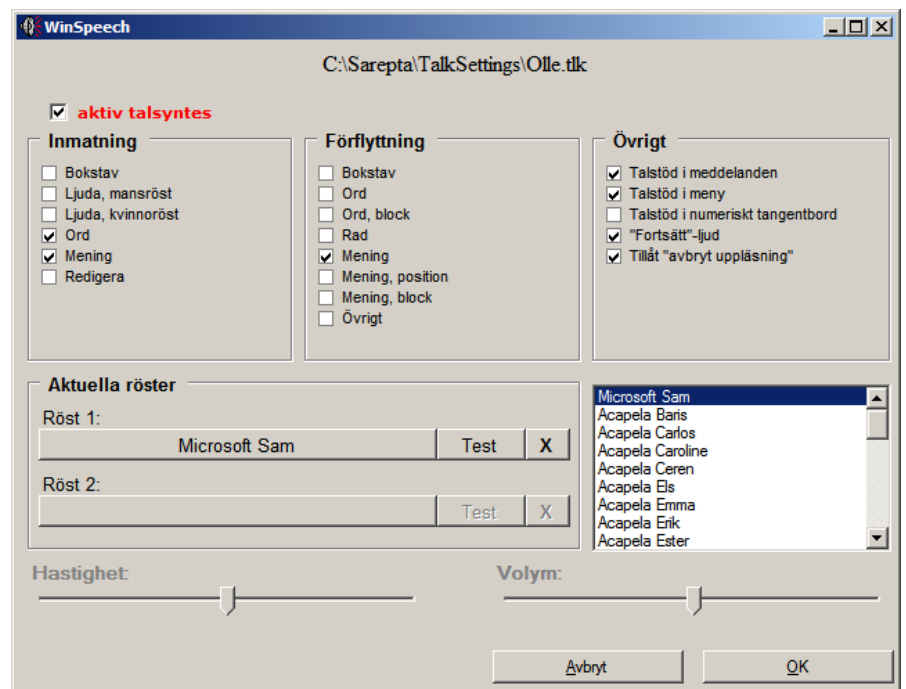 WinSpeech
C:\Sarepta\TalkSettings\Olle.tlk
aktiv talsyntes
Inmatning
Bokstav
Ljuda, mansröst
Ljuda, kvinnoröst
Ord
Mening
Redigera
Förflyttning
Bokstav
Ord
Ord, block
Rad
Mening
Mening, position
Mening, block
Övrigt
Övrigt
Talstöd i meddelanden
Talstöd i meny
Talstöd i numeriskt tangentbord
"Fortsätt"-ljud
Tillåt "avbryt uppläsning"
Aktuella röster
Röst 1:
Microsoft Sam Test X
Röst 2:
Test X
Microsoft Sam
Acapela Baris
Acapela Carlos
Acapela Caroline
Acapela Ceren
Acapela Els
Acapela Emma
Acapela Erik
Acapela Ester
Hastighet:
Volym:
Avbryt
OK